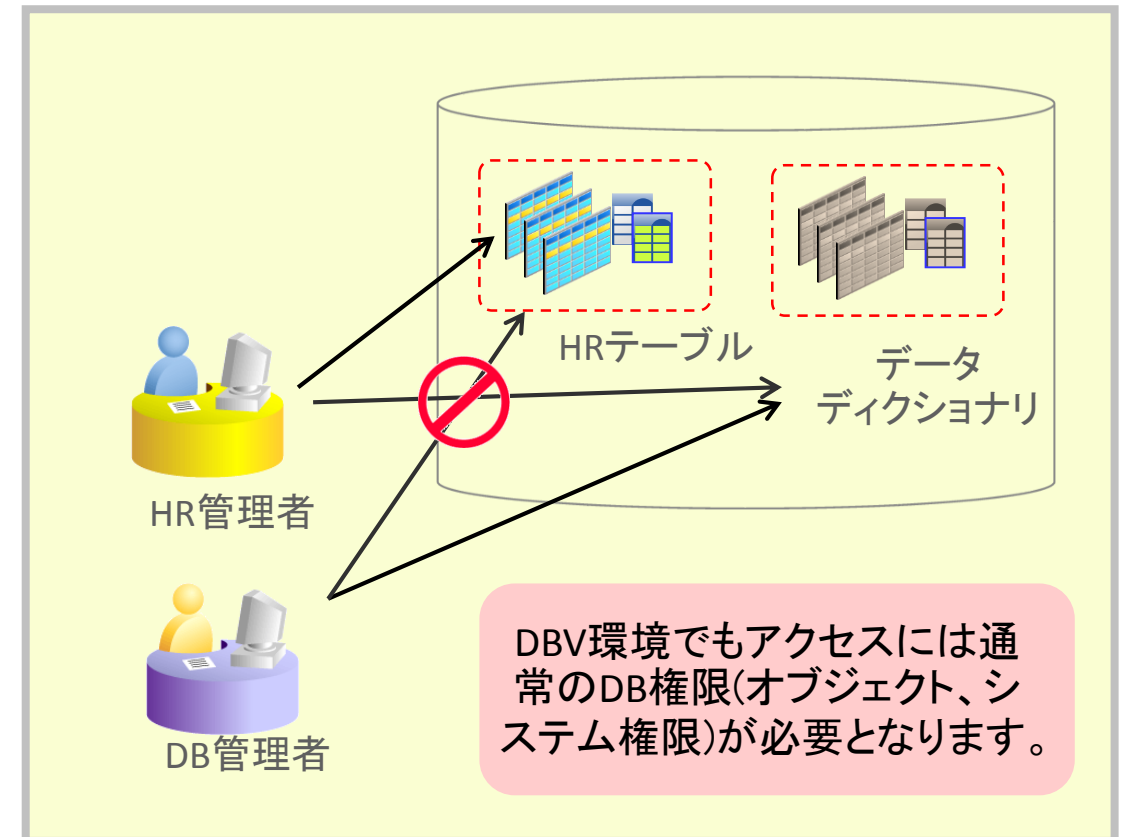 HRテーブル
データ
ディクショナリ
HR管理者
DB管理者
DBV環境でもアクセスには通
常のDB権限(オブジェクト、シ
ステム権限)が必要となります。